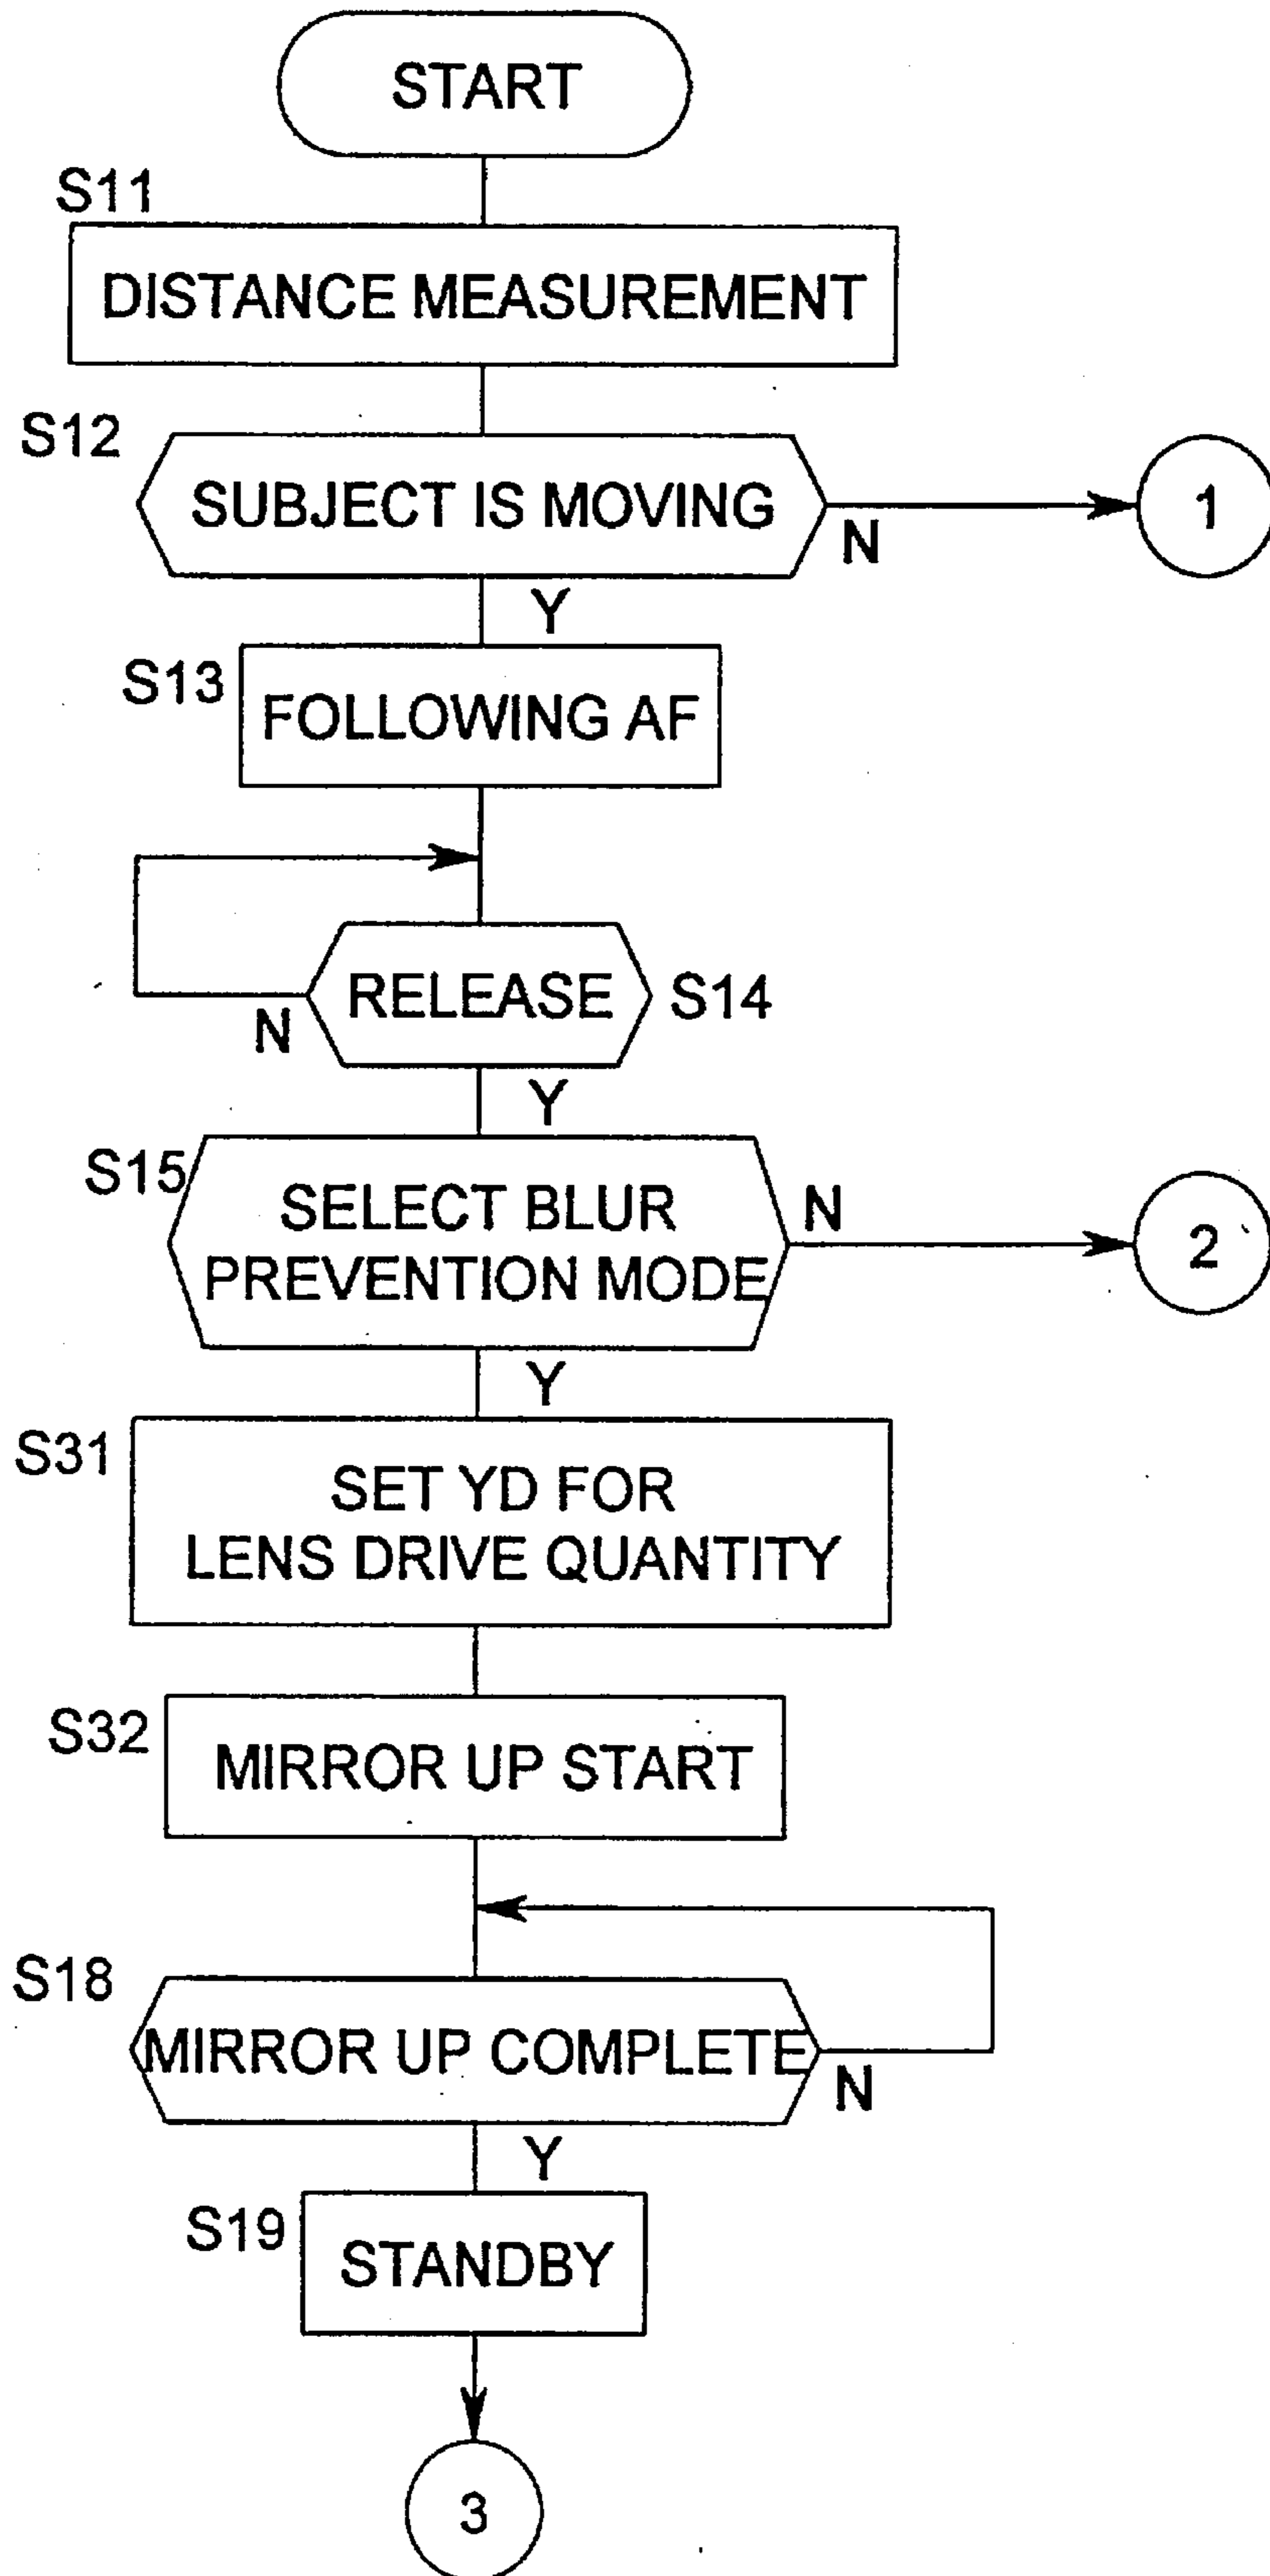 START
S11
DISTANCE MEASUREMENT
S12
SUBJECT IS MOVING
N
1
Y
S13
FOLLOWING AF
RELEASE
S14
N
Y
S15
SELECT BLUR
PREVENTION MODE
N
2
Y
S31
SET YD FOR
LENS DRIVE QUANTITY
S32
MIRROR UP START
S18
MIRROR UP COMPLETE
N
Y
S19
STANDBY
3